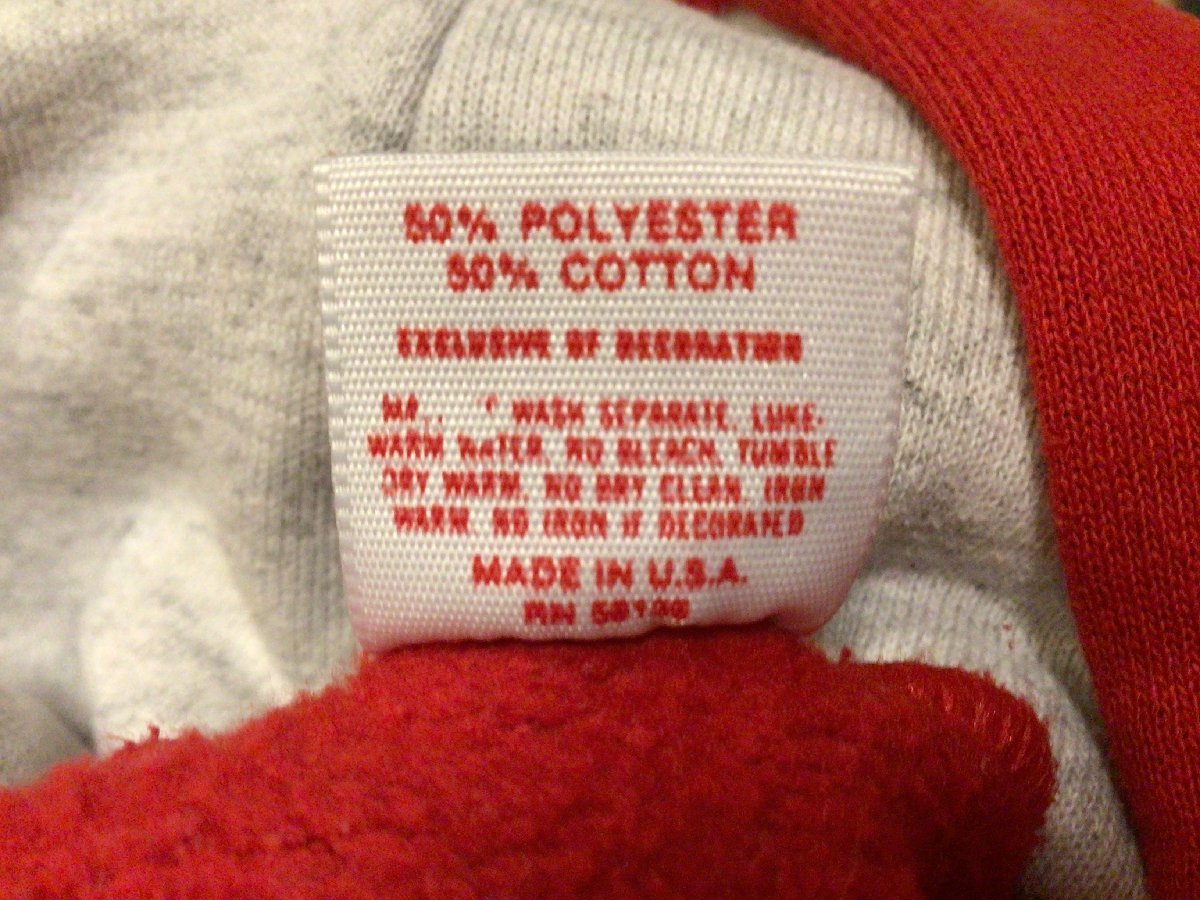 50% POLYESTER
50% COTTON
EXCLUSIVE OF DECORATION
WASH SEPARATE. LUKE-
WARM WATER. NO BLEACH. TUMBLE
DRY WARM. NO DRY CLEAN. IRON
WARM. NO IRON IF DECORATED
MADE IN U.S.A.
RN